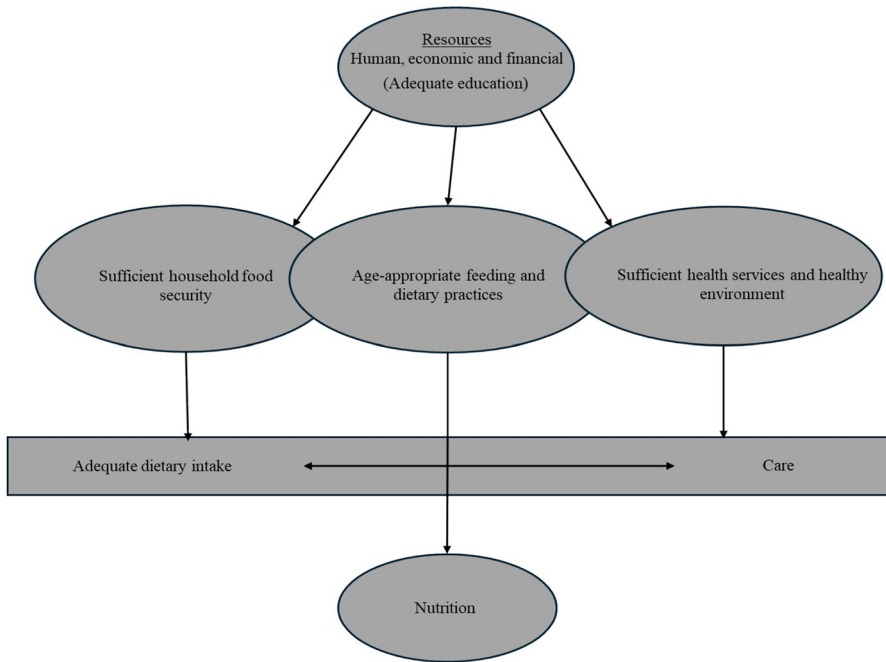 Resources
Human, economic and financial
(Adequate education)
Sufficient household food
security
Age-appropriate feeding and
dietary practices
Sufficient health services and healthy
environment
Adequate dietary intake
Care
Nutrition